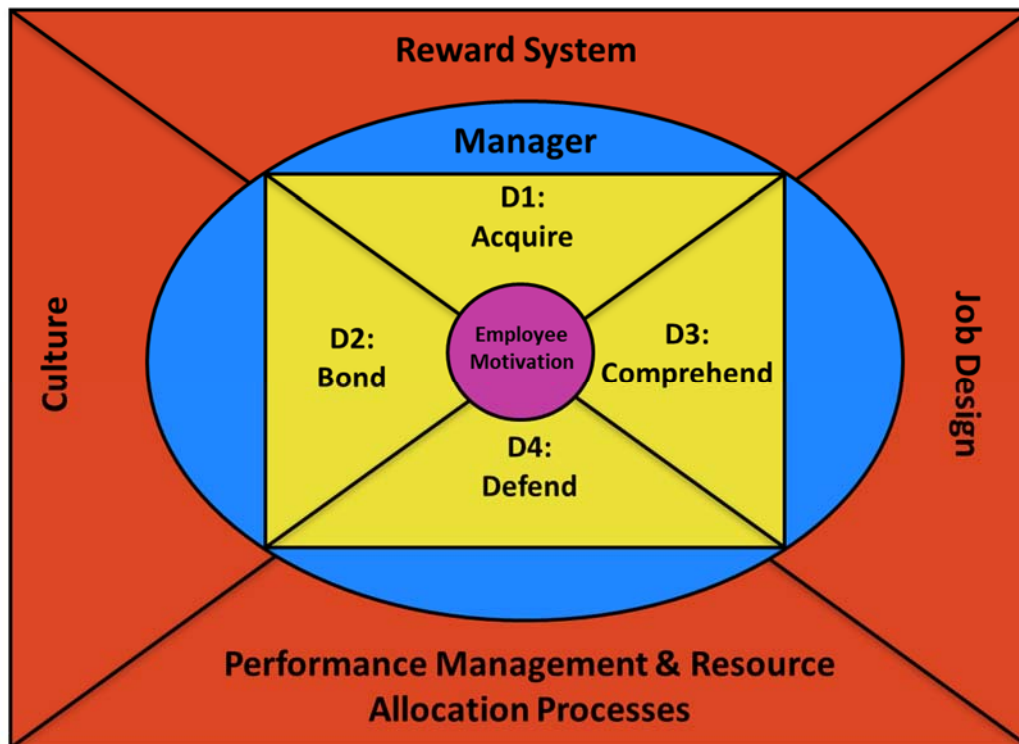 Reward System
Manager
D1:
Acquire
Culture
D2:
Bond
Employee
Motivation
D3:
Comprehend
Job Design
D4:
Defend
Performance Management & Resource
Allocation Processes